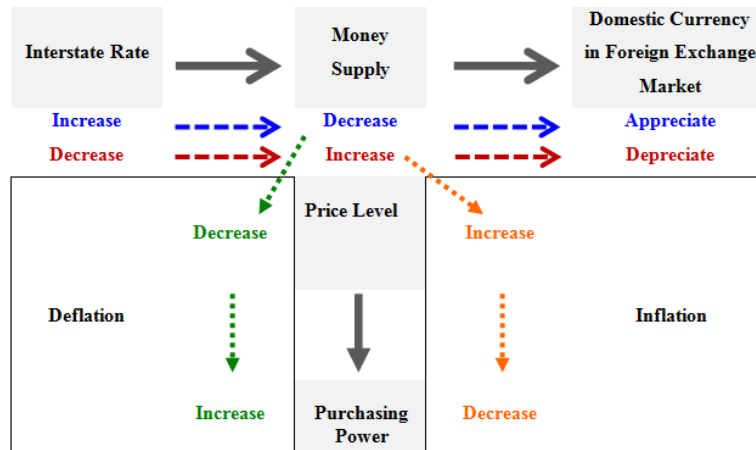 Interstate Rate
Money
Supply
Domestic Currency
in Foreign Exchange
Market
Increase
Decrease
Appreciate
Decrease
Increase
Depreciate
Price Level
Decrease
Increase
Deflation
Inflation
Increase
Purchasing
Power
Decrease